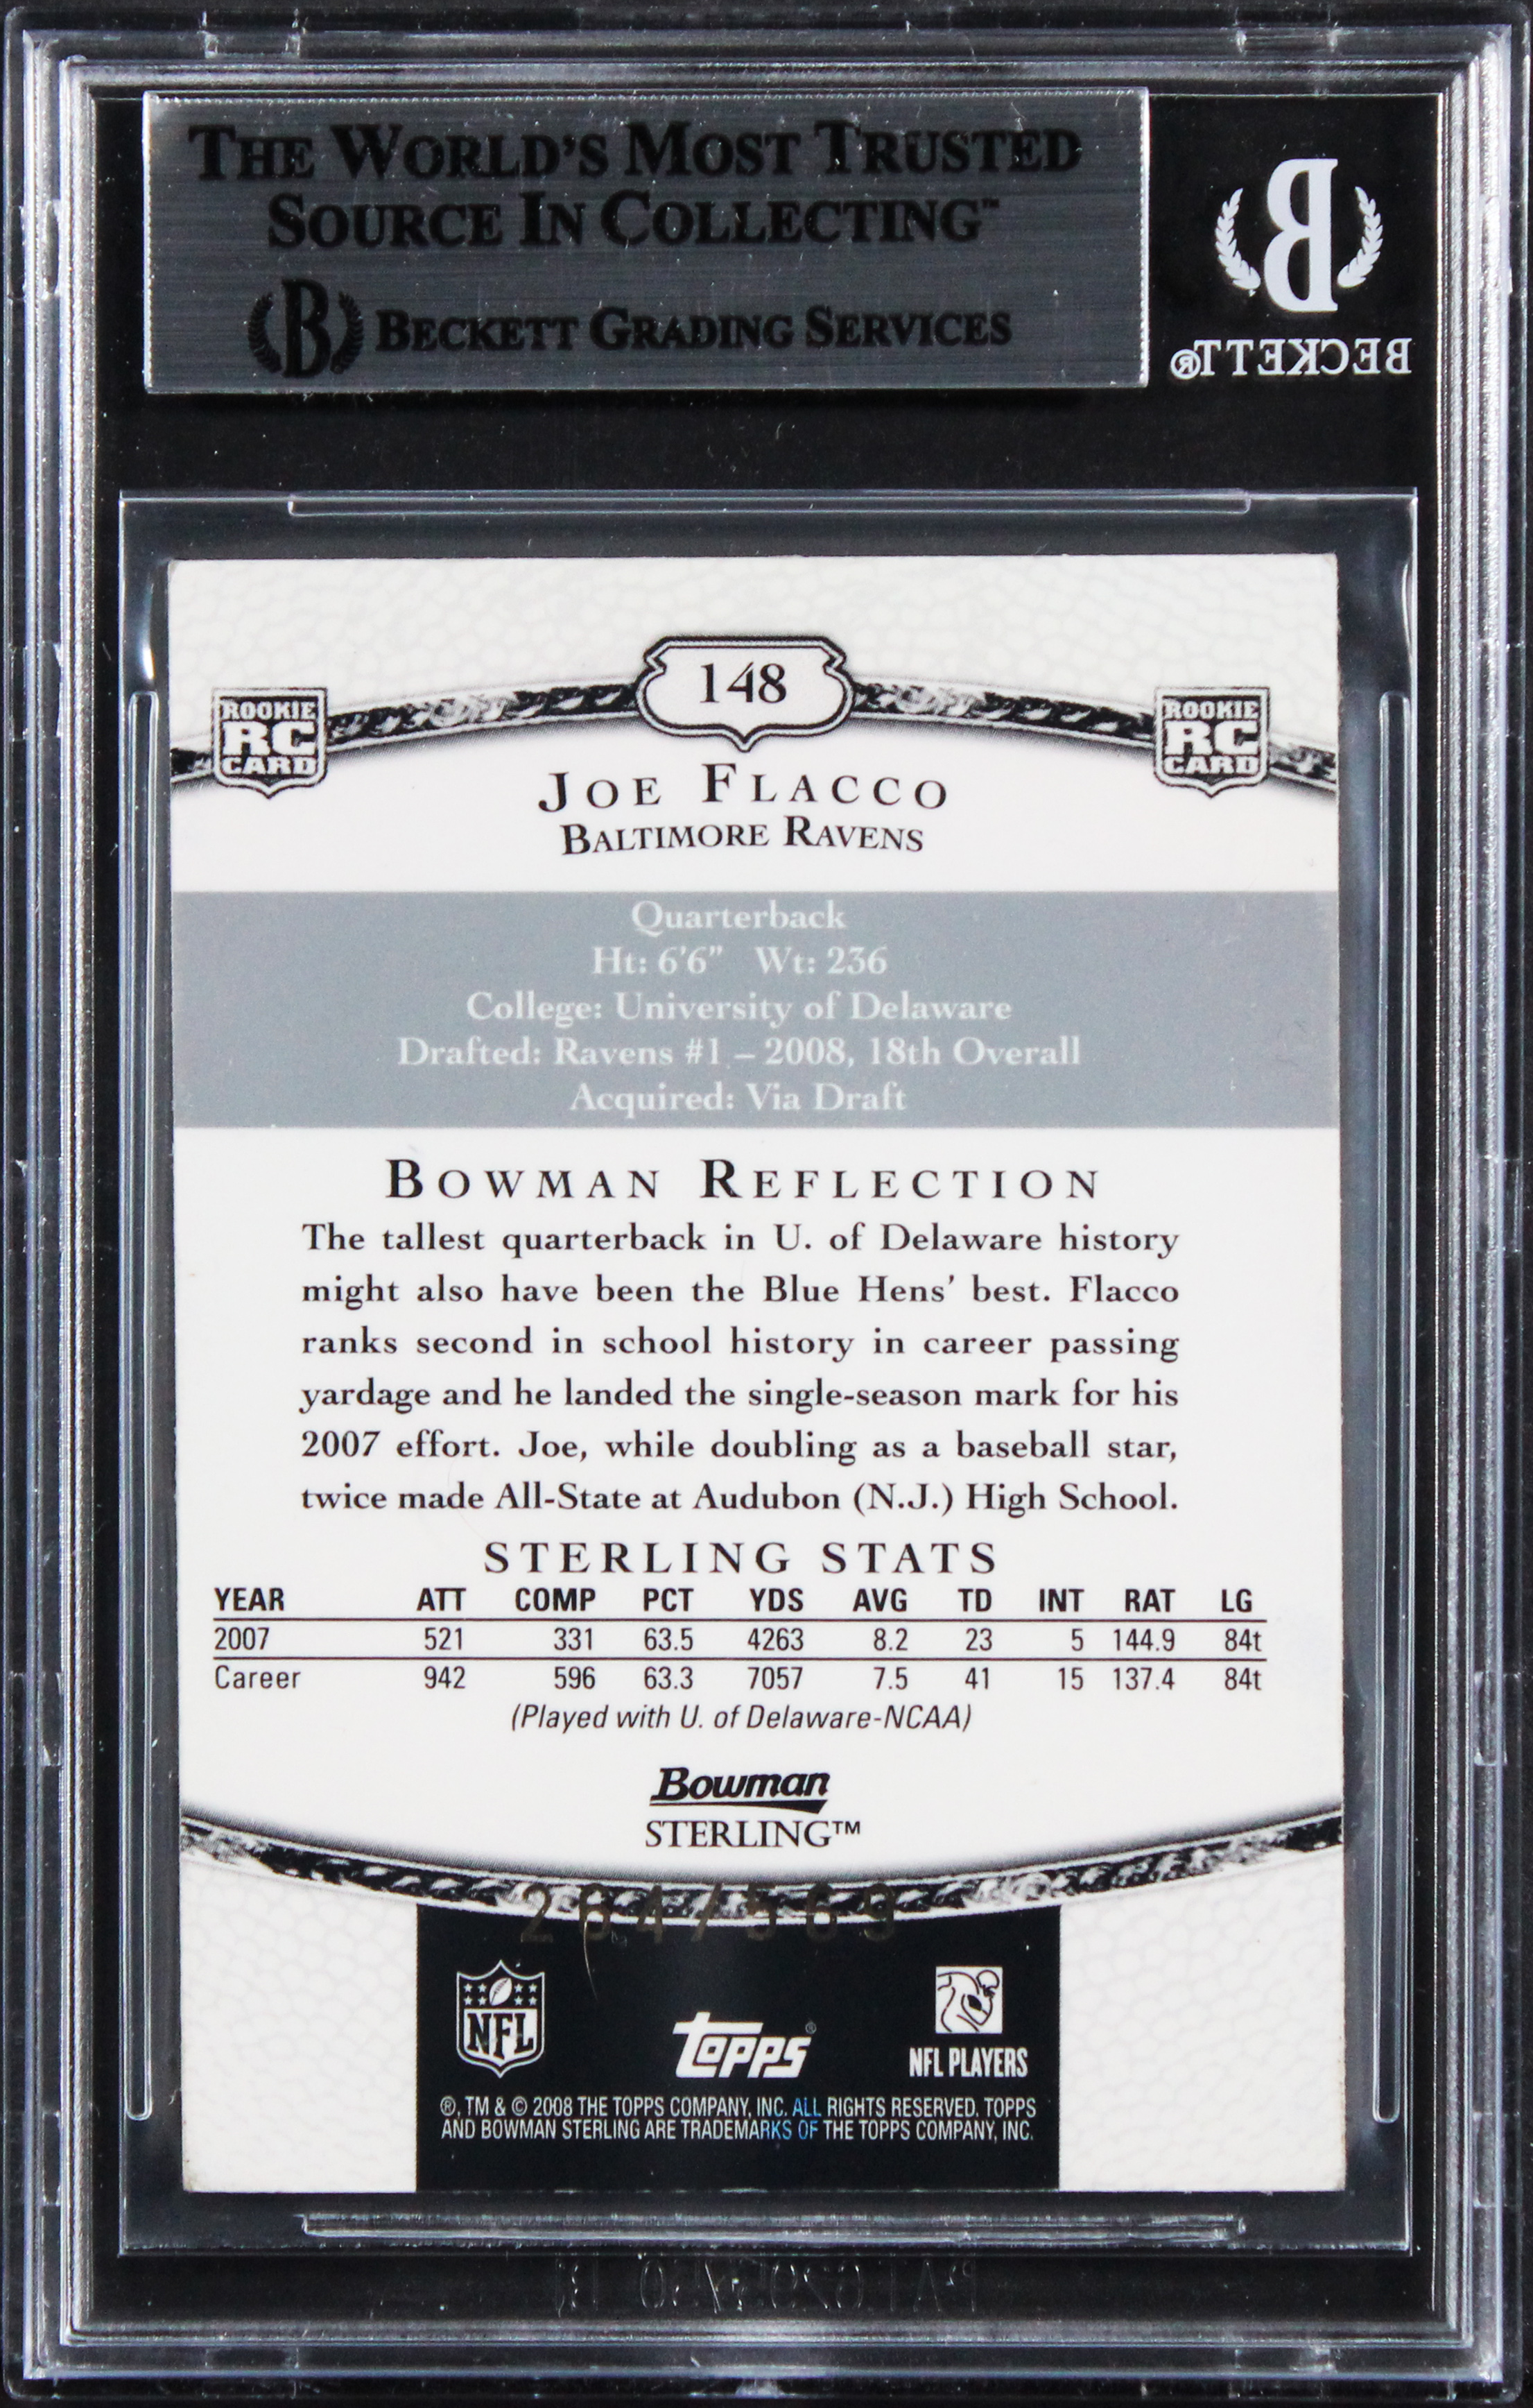 THE WORLD'S MOST TRUSTED
SOURCE IN COLLECTING™
B BECKETT GRADING SERVICES
B
BECKETT®
148
ROOKIE
RC
CARD
ROOKIE
RC
CARD
JOE FLACCO
BALTIMORE RAVENS
Quarterback
Ht: 6'6" Wt: 236
College: University of Delaware
Drafted: Ravens #1 – 2008, 18th Overall
Acquired: Via Draft
BOWMAN REFLECTION
The tallest quarterback in U. of Delaware history
might also have been the Blue Hens' best. Flacco
ranks second in school history in career passing
yardage and he landed the single-season mark for his
2007 effort. Joe, while doubling as a baseball star,
twice made All-State at Audubon (N.J.) High School.
STERLING STATS
YEAR ATT COMP PCT YDS AVG TD INT RAT LG
2007 521 331 63.5 4263 8.2 23 5 144.9 84t
Career 942 596 63.3 7057 7.5 41 15 137.4 84t
(Played with U. of Delaware-NCAA)
Bowman
STERLING™
264/569
NFL
topps®
NFL PLAYERS
®, TM & © 2008 THE TOPPS COMPANY, INC. ALL RIGHTS RESERVED. TOPPS
AND BOWMAN STERLING ARE TRADEMARKS OF THE TOPPS COMPANY, INC.